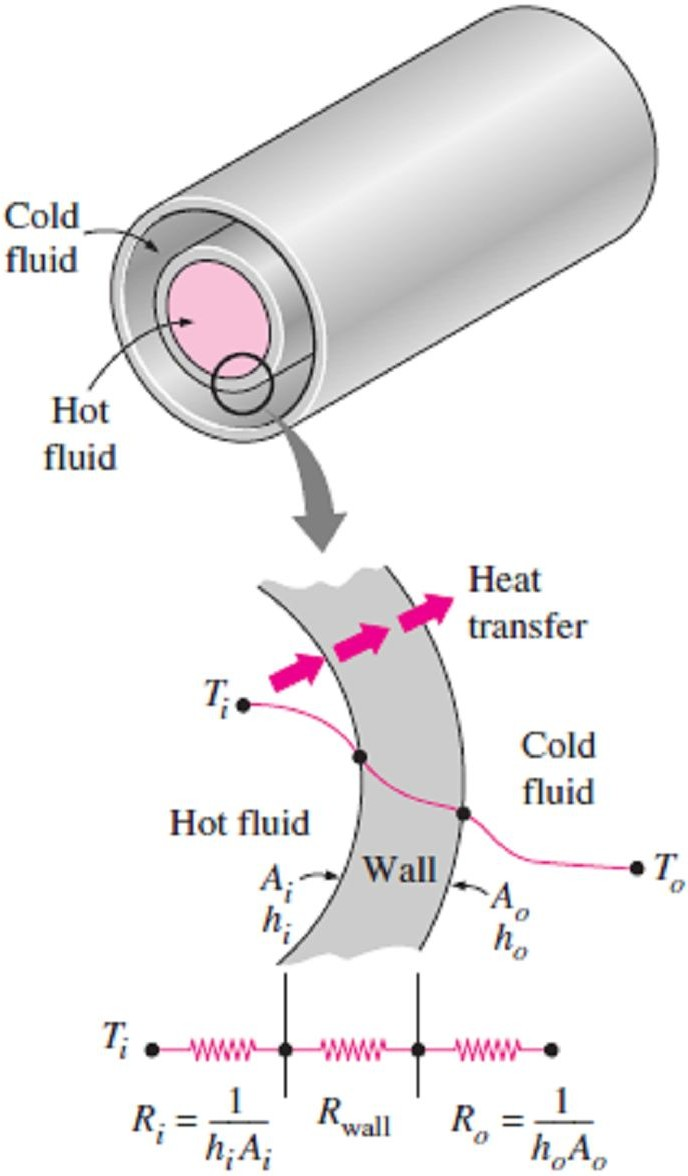 Cold
fluid
Hot
fluid
Heat
transfer
T_i
Cold
fluid
Hot fluid
Wall
T_o
A_i
h_i
A_o
h_o
T_i
R_i = 1/(h_i A_i)
R_wall
R_o = 1/(h_o A_o)